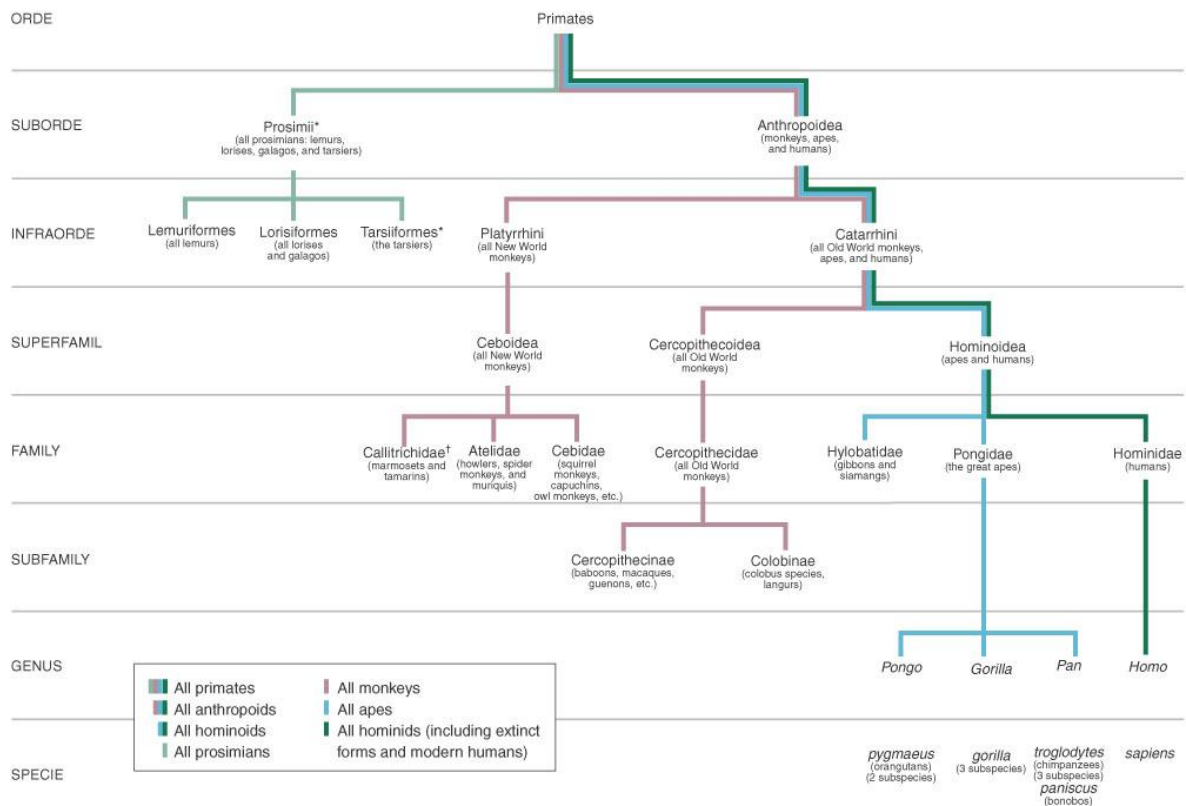 ORDE
Primates
SUBORDE
Prosimii*
(all prosimians: lemurs,
lorises, galagos, and tarsiers)
Anthropoidea
(monkeys, apes,
and humans)
INFRAORDE
Lemuriformes
(all lemurs)
Lorisiformes
(all lorises
and galagos)
Tarsiiformes*
(the tarsiers)
Platyrrhini
(all New World
monkeys)
Catarrhini
(all Old World monkeys,
apes, and humans)
SUPERFAMIL
Ceboidea
(all New World
monkeys)
Cercopithecoidea
(all Old World
monkeys)
Hominoidea
(apes and humans)
FAMILY
Callitrichidae†
(marmosets and
tamarins)
Atelidae
(howlers, spider
monkeys, and
muriquis)
Cebidae
(squirrel
monkeys,
capuchins,
owl monkeys, etc.)
Cercopithecidae
(all Old World
monkeys)
Hylobatidae
(gibbons and
siamangs)
Pongidae
(the great apes)
Hominidae
(humans)
SUBFAMILY
Cercopithecinae
(baboons, macaques,
guenons, etc.)
Colobinae
(colobus species,
langurs)
GENUS
Pongo
Gorilla
Pan
Homo
All primates
All anthropoids
All hominoids
All prosimians
All monkeys
All apes
All hominids (including extinct
forms and modern humans)
SPECIE
pygmaeus
(orangutans)
(2 subspecies)
gorilla
(3 subspecies)
troglodytes
(chimpanzees)
(3 subspecies)
paniscus
(bonobos)
sapiens